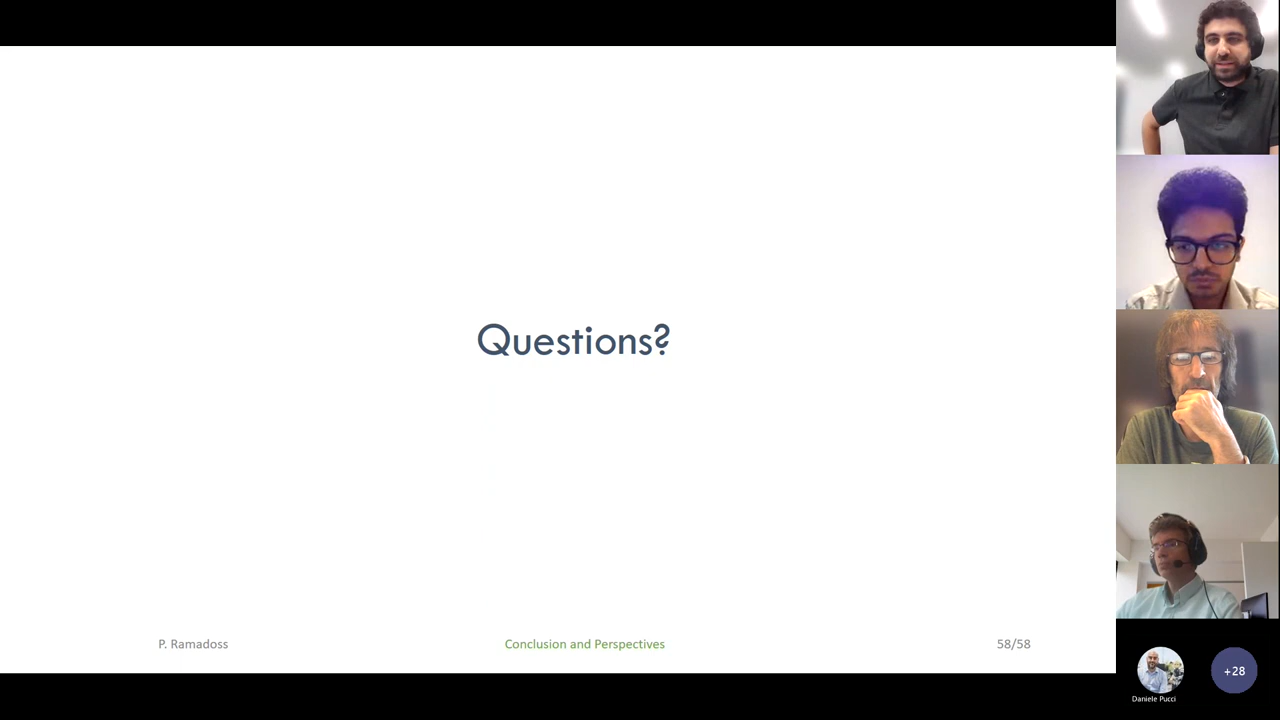 Questions?
P. Ramadoss
Conclusion and Perspectives
58/58
Daniele Pucci
+28